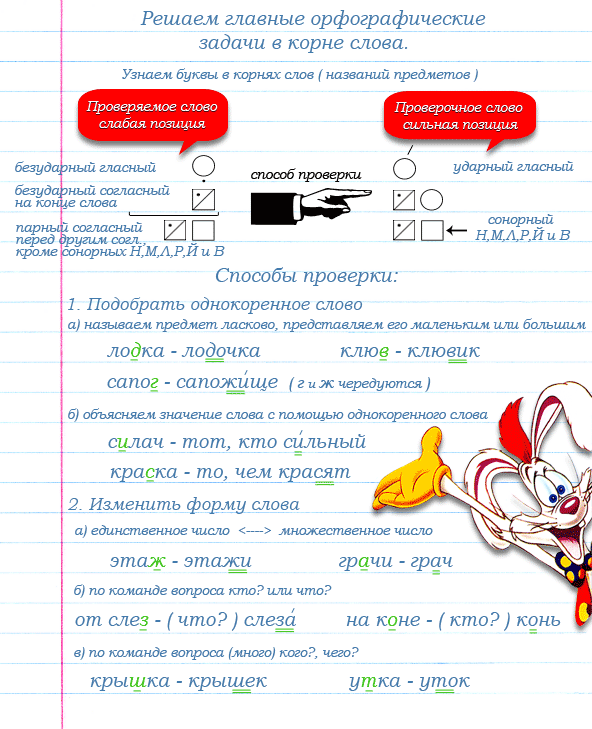 Решаем главные орфографические
задачи в корне слова.
Узнаем буквы в корнях слов ( названий предметов )
Проверяемое слово
слабая позиция
Проверочное слово
сильная позиция
безударный гласный
способ проверки
ударный гласный
безударный согласный
на конце слова
парный согласный
перед другим согл.,
кроме сонорных Н,М,Л,Р,Й и В
сонорный
Н,М,Л,Р,Й и В
Способы проверки:
1. Подобрать однокоренное слово
а) называем предмет ласково, представляем его маленьким или большим
лодка - лодочка клюв - клювик
сапог - сапожи́ще ( г и ж чередуются )
б) объясняем значение слова с помощью однокоренного слова
силач - тот, кто си́льный
краска - то, чем красят
2. Изменить форму слова
а) единственное число <----> множественное число
этаж - этажи грачи - грач
б) по команде вопроса кто? или что?
от слез - ( что? ) слеза́ на коне - ( кто? ) конь
в) по команде вопроса (много) кого?, чего?
крышка - крышек утка - уток